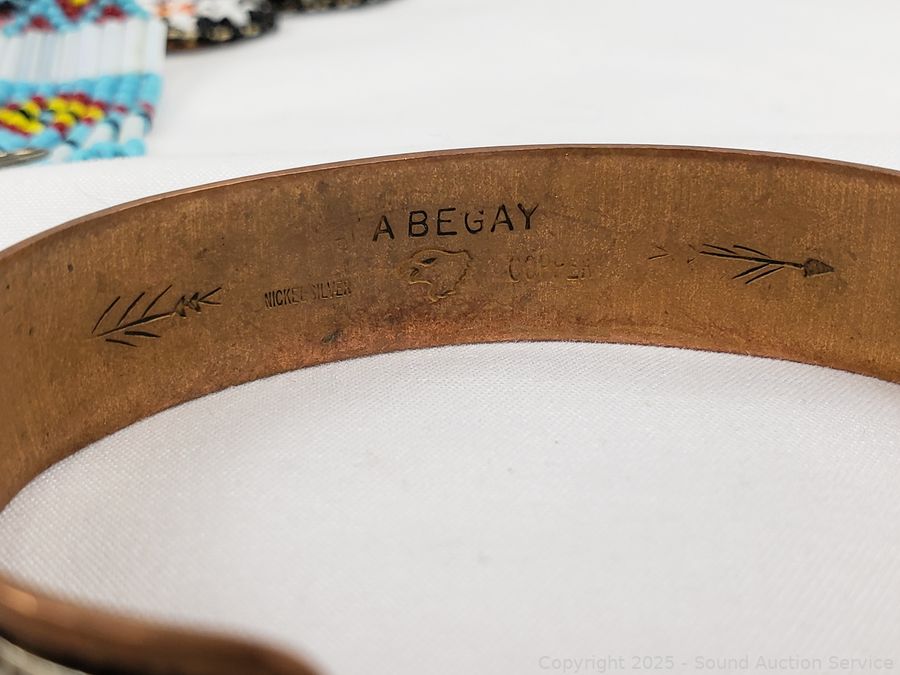 A BEGAY
NICKEL SILVER
COPPER
Copyright 2025 - Sound Auction Service